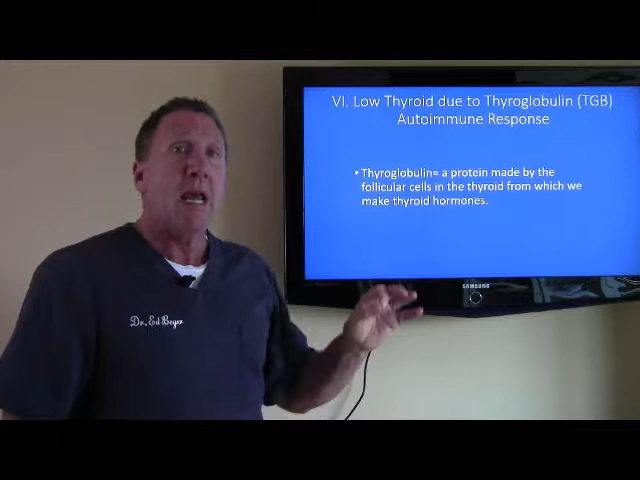 VI. Low Thyroid due to Thyroglobulin (TGB)
Autoimmune Response
• Thyroglobulin= a protein made by the
follicular cells in the thyroid from which we
make thyroid hormones.
SAMSUNG
Dr. Ed Beyer